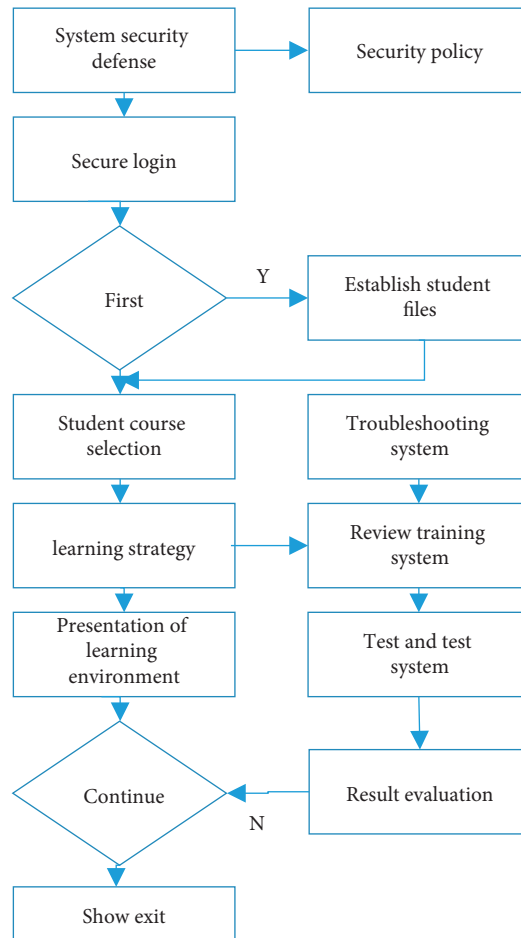 System security
defense
Security policy
Secure login
First
Y
Establish student
files
Student course
selection
Troubleshooting
system
learning strategy
Review training
system
Presentation of
learning
environment
Test and test
system
Continue
N
Result evaluation
Show exit